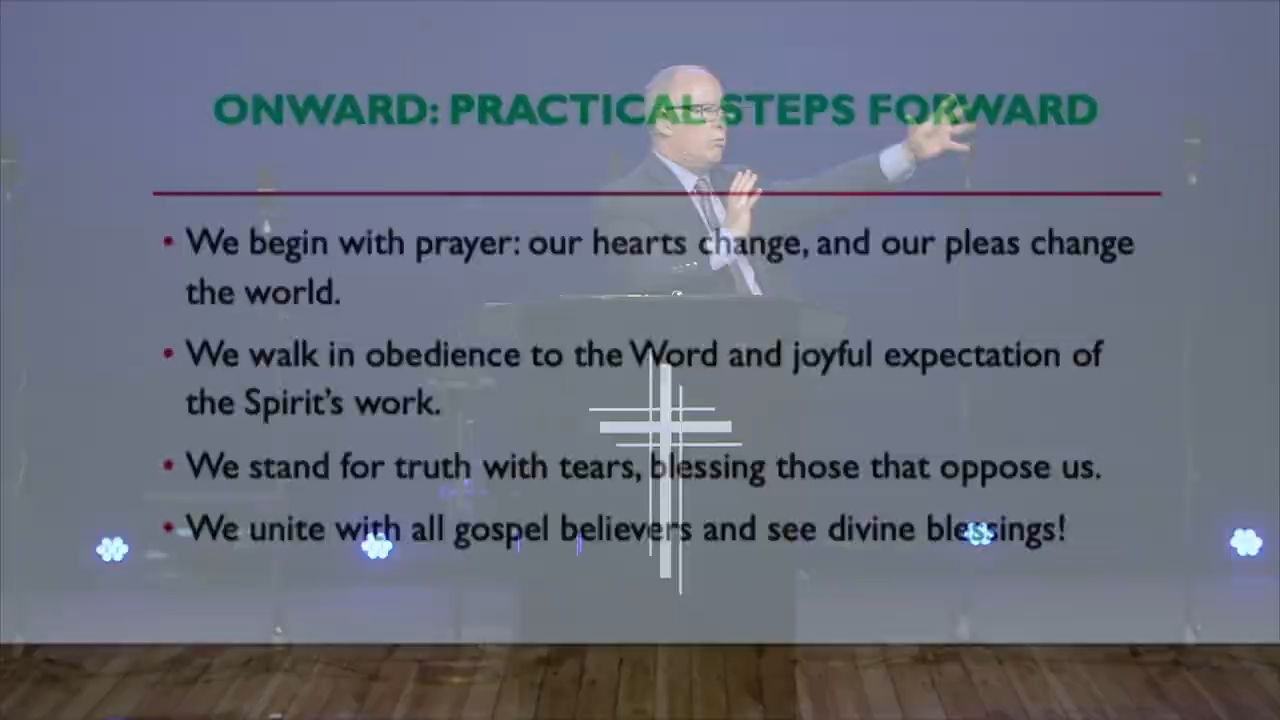 ONWARD: PRACTICAL STEPS FORWARD
• We begin with prayer: our hearts change, and our pleas change
the world.
• We walk in obedience to the Word and joyful expectation of
the Spirit's work.
• We stand for truth with tears, blessing those that oppose us.
• We unite with all gospel believers and see divine blessings!